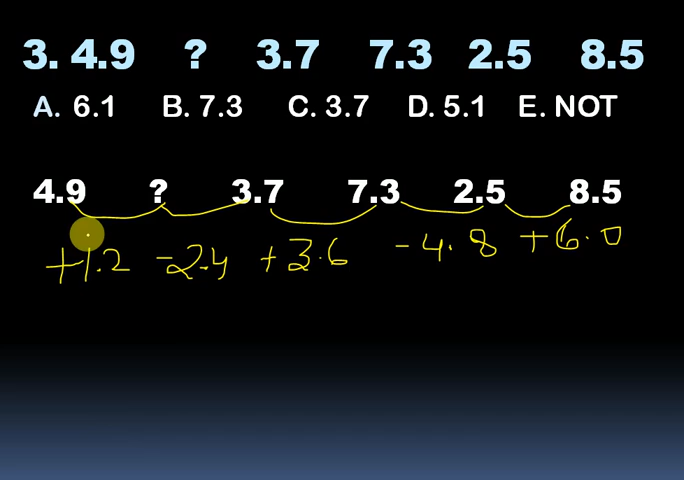 3. 4.9 ? 3.7 7.3 2.5 8.5
A. 6.1 B. 7.3 C. 3.7 D. 5.1 E. NOT
4.9 ? 3.7 7.3 2.5 8.5
+1.2 -2.4 +3.6 -4.8 +6.0